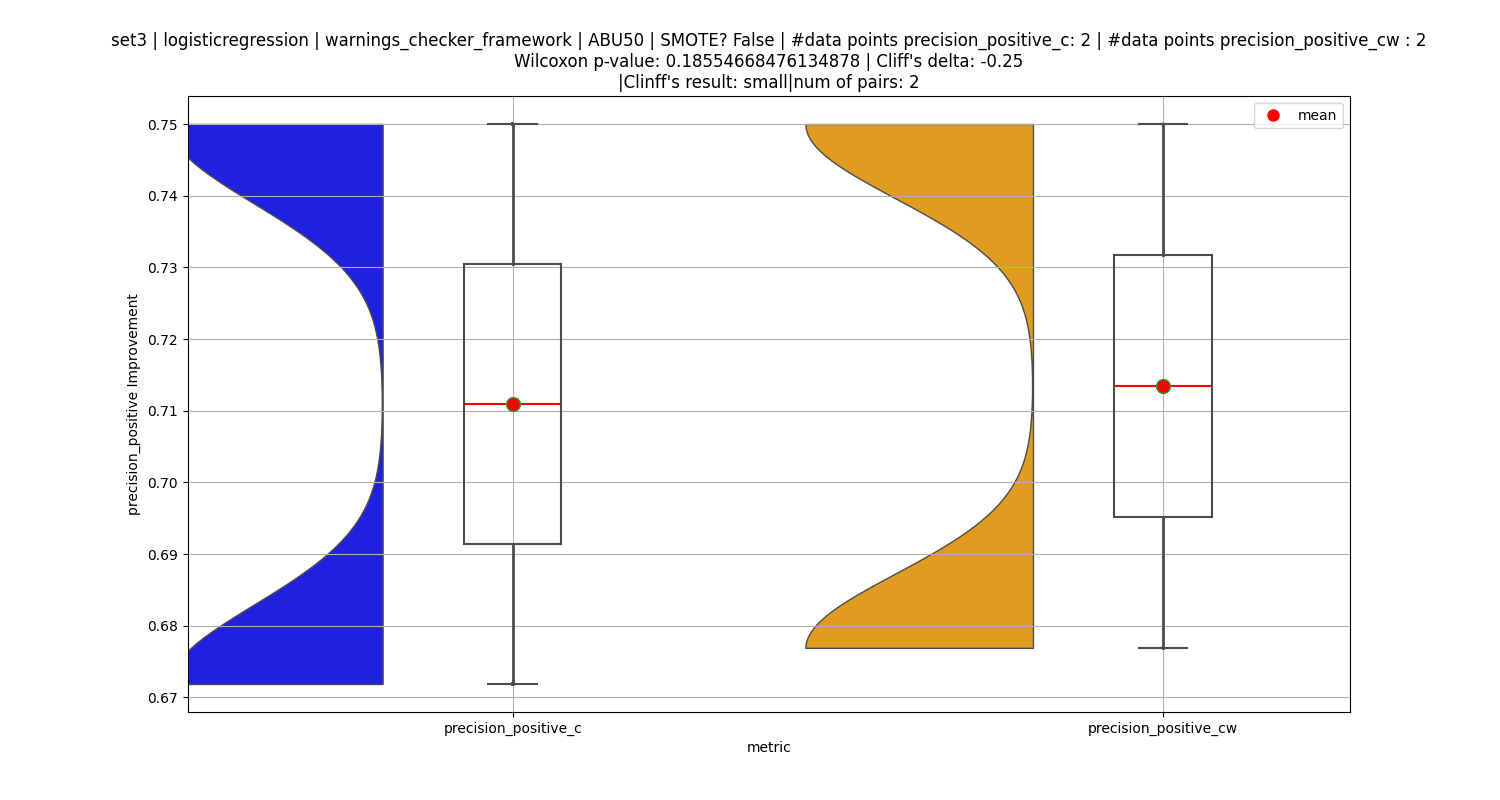 set3 | logisticregression | warnings_checker_framework | ABU50 | SMOTE? False | #data points precision_positive_c: 2 | #data points precision_positive_cw : 2
Wilcoxon p-value: 0.18554668476134878 | Cliff's delta: -0.25
|Clinff's result: small|num of pairs: 2
mean
0.75
0.74
0.73
0.72
0.71
0.70
0.69
0.68
0.67
precision_positive Improvement
precision_positive_c
precision_positive_cw
metric